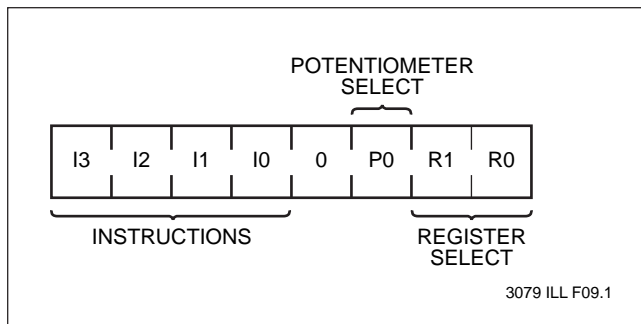 POTENTIOMETER
SELECT
I3 I2 I1 I0 0 P0 R1 R0
INSTRUCTIONS
REGISTER
SELECT
3079 ILL F09.1